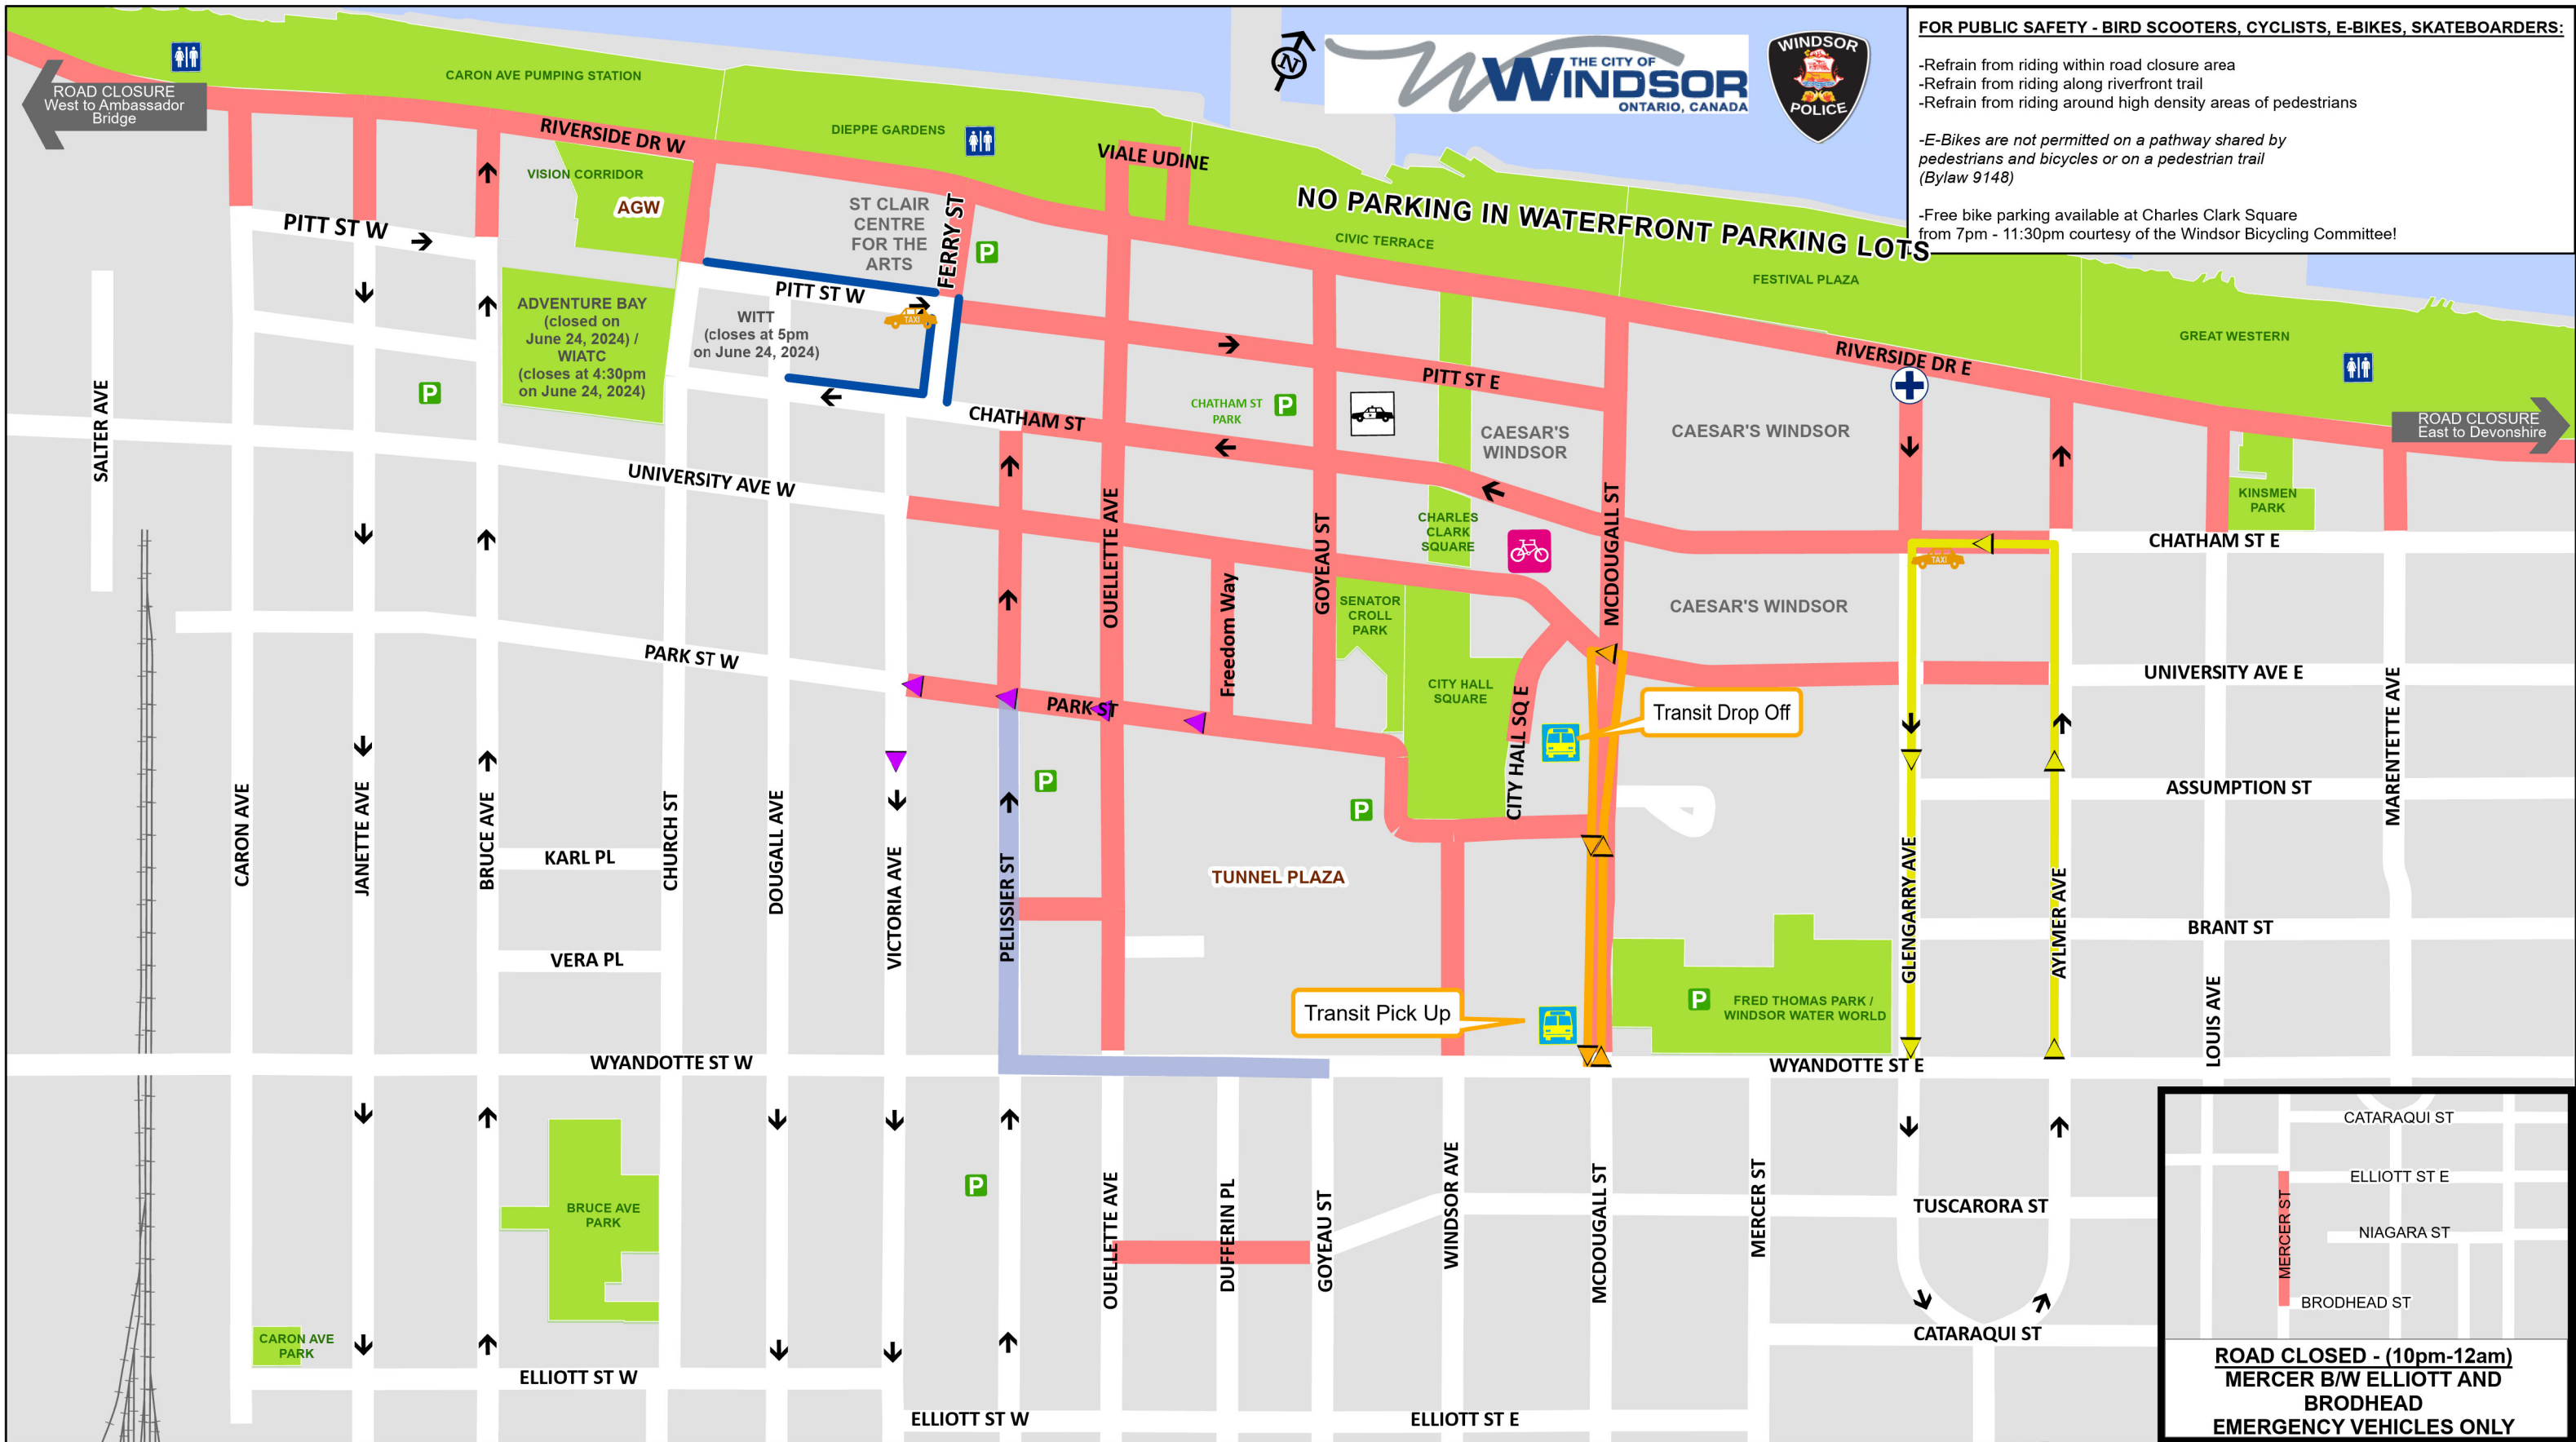 FOR PUBLIC SAFETY - BIRD SCOOTERS, CYCLISTS, E-BIKES, SKATEBOARDERS:
-Refrain from riding within road closure area
-Refrain from riding along riverfront trail
-Refrain from riding around high density areas of pedestrians
-E-Bikes are not permitted on a pathway shared by
pedestrians and bicycles or on a pedestrian trail
(Bylaw 9148)
-Free bike parking available at Charles Clark Square
from 7pm - 11:30pm courtesy of the Windsor Bicycling Committee!
N
THE CITY OF
WINDSOR
ONTARIO, CANADA
WINDSOR
POLICE
ROAD CLOSURE
West to Ambassador
Bridge
CARON AVE PUMPING STATION
DIEPPE GARDENS
RIVERSIDE DR W
VIALE UDINE
VISION CORRIDOR
AGW
NO PARKING IN WATERFRONT PARKING LOTS
CIVIC TERRACE
FESTIVAL PLAZA
GREAT WESTERN
PITT ST W
ST CLAIR
CENTRE
FOR THE
ARTS
FERRY ST
P
PITT ST W
TAXI
ADVENTURE BAY
(closed on
June 24, 2024) /
WIATC
(closes at 4:30pm
on June 24, 2024)
WITT
(closes at 5pm
on June 24, 2024)
RIVERSIDE DR E
PITT ST E
P
CHATHAM ST
CHATHAM ST
PARK
P
CAESAR'S
WINDSOR
CAESAR'S WINDSOR
ROAD CLOSURE
East to Devonshire
SALTER AVE
UNIVERSITY AVE W
OUELLETTE AVE
GOYEAU ST
CHARLES
CLARK
SQUARE
MCDOUGALL ST
KINSMEN
PARK
CHATHAM ST E
TAXI
Freedom Way
SENATOR
CROLL
PARK
CAESAR'S WINDSOR
PARK ST W
PARK ST
CITY HALL
SQUARE
CITY HALL SQ E
Transit Drop Off
UNIVERSITY AVE E
MARENTETTE AVE
P
P
ASSUMPTION ST
CARON AVE
JANETTE AVE
BRUCE AVE
KARL PL
CHURCH ST
DOUGALL AVE
VICTORIA AVE
PELISSIER ST
TUNNEL PLAZA
GLENGARRY AVE
AYLMER AVE
BRANT ST
VERA PL
Transit Pick Up
P
FRED THOMAS PARK /
WINDSOR WATER WORLD
LOUIS AVE
WYANDOTTE ST W
WYANDOTTE ST E
BRUCE AVE
PARK
P
OUELLETTE AVE
DUFFERIN PL
GOYEAU ST
WINDSOR AVE
MCDOUGALL ST
MERCER ST
TUSCARORA ST
CATARAQUI ST
CARON AVE
PARK
ELLIOTT ST W
ELLIOTT ST W
ELLIOTT ST E
CATARAQUI ST
ELLIOTT ST E
MERCER ST
NIAGARA ST
BRODHEAD ST
ROAD CLOSED - (10pm-12am)
MERCER B/W ELLIOTT AND
BRODHEAD
EMERGENCY VEHICLES ONLY